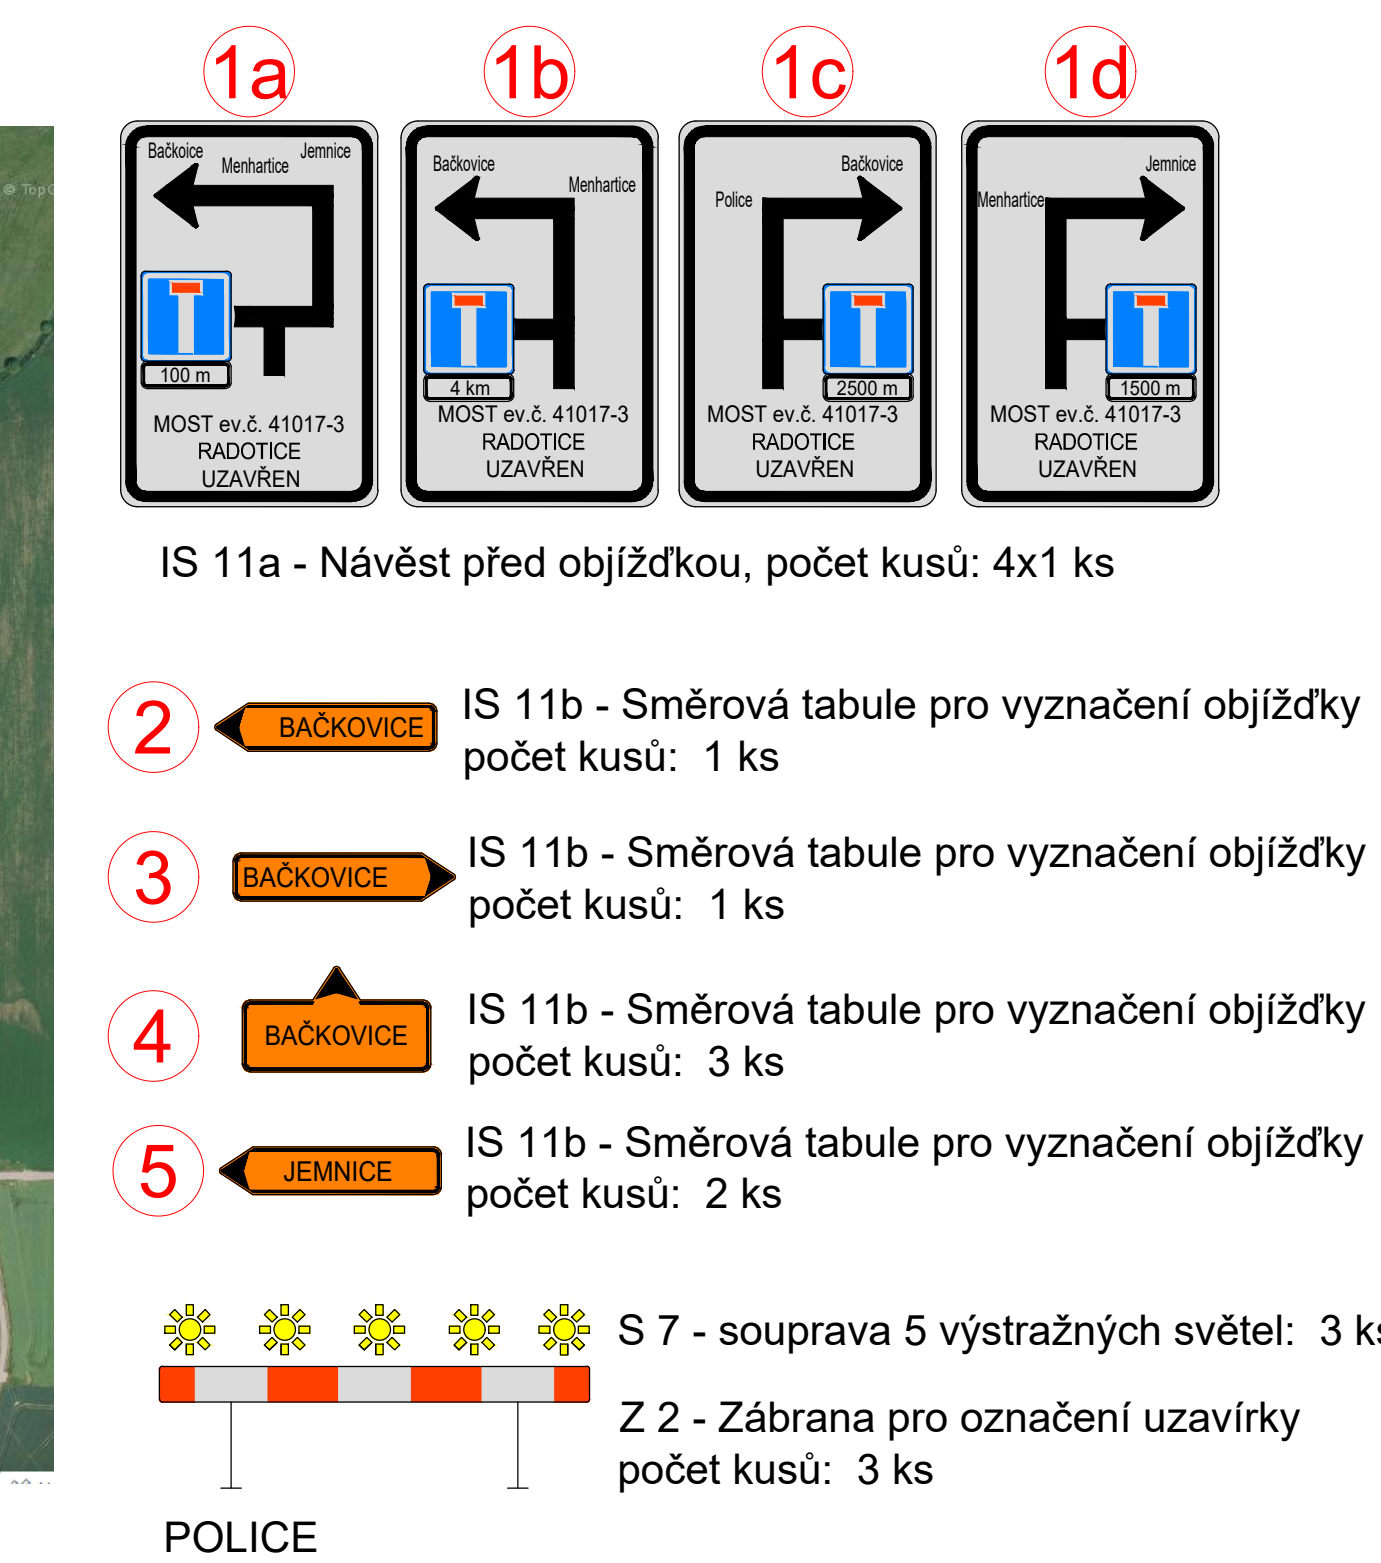 1a
1b
1c
1d
Bačkoice
Menhartice
Jemnice
100 m
MOST ev.č. 41017-3
RADOTICE
UZAVŘEN
Bačkovice
Menhartice
4 km
MOST ev.č. 41017-3
RADOTICE
UZAVŘEN
Bačkovice
Police
2500 m
MOST ev.č. 41017-3
RADOTICE
UZAVŘEN
Jemnice
Menhartice
1500 m
MOST ev.č. 41017-3
RADOTICE
UZAVŘEN
IS 11a - Návěst před objížďkou, počet kusů: 4x1 ks
2
BAČKOVICE
IS 11b - Směrová tabule pro vyznačení objížďky
počet kusů: 1 ks
3
BAČKOVICE
IS 11b - Směrová tabule pro vyznačení objížďky
počet kusů: 1 ks
4
BAČKOVICE
IS 11b - Směrová tabule pro vyznačení objížďky
počet kusů: 3 ks
5
JEMNICE
IS 11b - Směrová tabule pro vyznačení objížďky
počet kusů: 2 ks
S 7 - souprava 5 výstražných světel: 3 ks
Z 2 - Zábrana pro označení uzavírky
počet kusů: 3 ks
POLICE